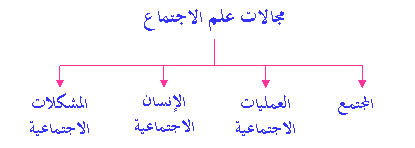 مجالات علم الاجتماع
المجتمع
العمليات
الاجتماعية
الإنسان
الاجتماعية
المشكلات
الاجتماعية